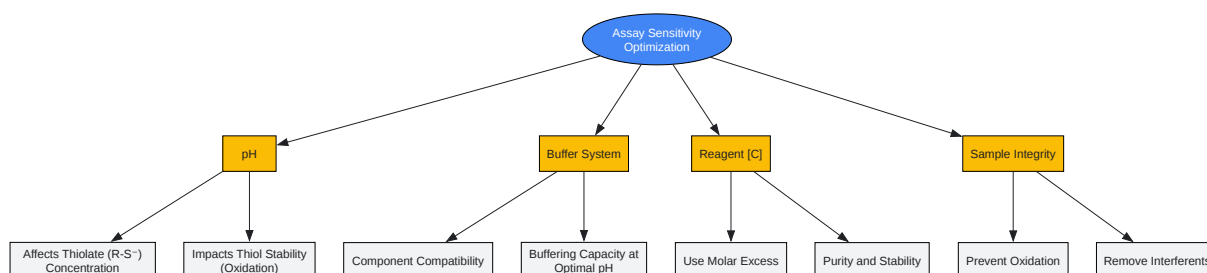 Assay Sensitivity
Optimization
pH
Buffer System
Reagent [C]
Sample Integrity
Affects Thiolate (R-S⁻)
Concentration
Impacts Thiol Stability
(Oxidation)
Component Compatibility
Buffering Capacity at
Optimal pH
Use Molar Excess
Purity and Stability
Prevent Oxidation
Remove Interferents